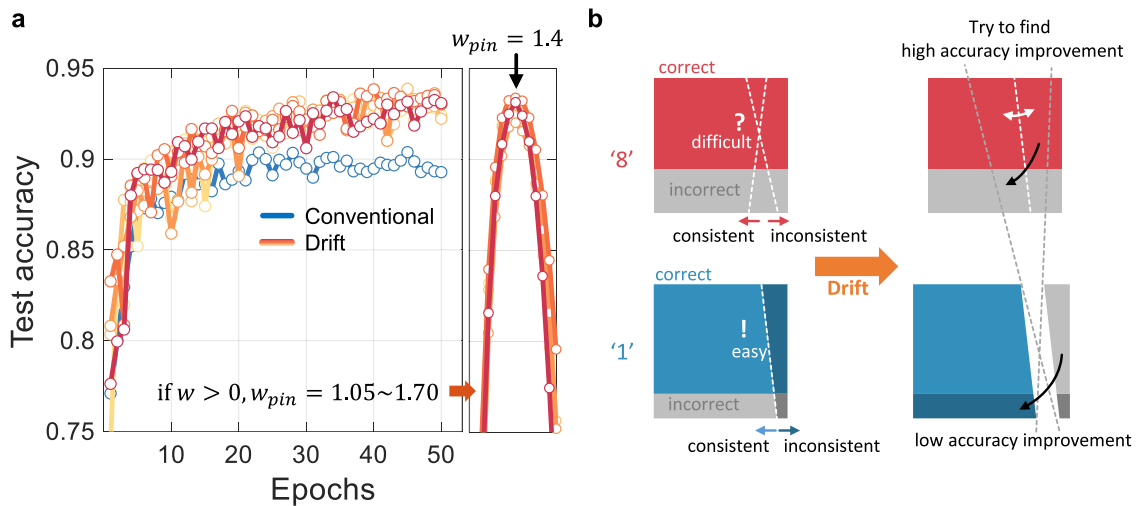 a
w_pin = 1.4
0.95
0.9
0.85
0.8
0.75
Test accuracy
Conventional
Drift
if w > 0, w_pin = 1.05~1.70
1
10
20
30
40
50
Epochs
b
Try to find
high accuracy improvement
correct
?
difficult
'8'
incorrect
consistent
inconsistent
Drift
correct
!
easy
'1'
incorrect
consistent
inconsistent
low accuracy improvement